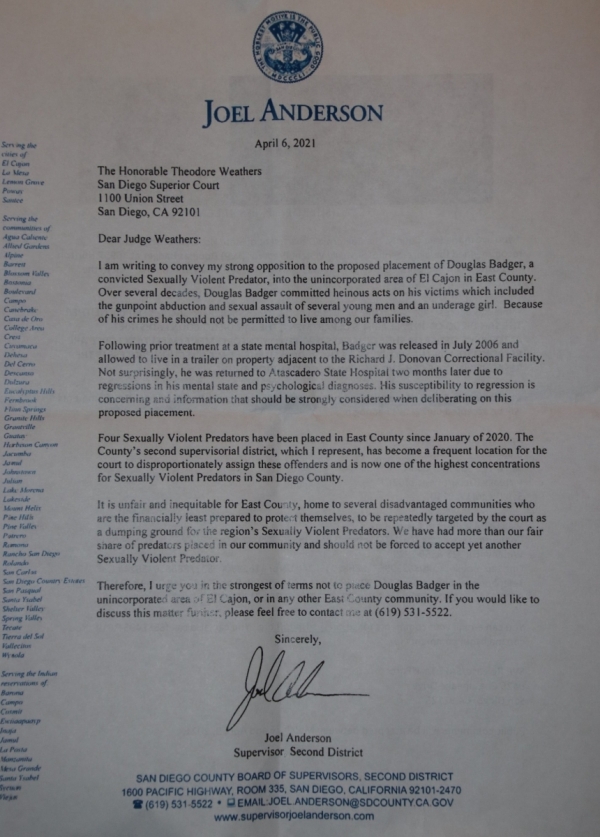 THE NOBLEST MOTIVE IS THE PUBLIC GOOD
MDCCCLII
JOEL ANDERSON
April 6, 2021
The Honorable Theodore Weathers
San Diego Superior Court
1100 Union Street
San Diego, CA 92101
Dear Judge Weathers:
I am writing to convey my strong opposition to the proposed placement of Douglas Badger, a
convicted Sexually Violent Predator, into the unincorporated area of El Cajon in East County.
Over several decades, Douglas Badger committed heinous acts on his victims which included
the gunpoint abduction and sexual assault of several young men and an underage girl. Because
of his crimes he should not be permitted to live among our families.
Following prior treatment at a state mental hospital, Badger was released in July 2006 and
allowed to live in a trailer on property adjacent to the Richard J. Donovan Correctional Facility.
Not surprisingly, he was returned to Atascadero State Hospital two months later due to
regressions in his mental state and psychological diagnoses. His susceptibility to regression is
concerning and information that should be strongly considered when deliberating on this
proposed placement.
Four Sexually Violent Predators have been placed in East County since January of 2020. The
County's second supervisorial district, which I represent, has become a frequent location for the
court to disproportionately assign these offenders and is now one of the highest concentrations
for Sexually Violent Predators in San Diego County.
It is unfair and inequitable for East County, home to several disadvantaged communities who
are the financially least prepared to protect themselves, to be repeatedly targeted by the court as
a dumping ground for the region's Sexually Violent Predators. We have had more than our fair
share of predators placed in our community and should not be forced to accept yet another
Sexually Violent Predator.
Therefore, I urge you in the strongest of terms not to place Douglas Badger in the
unincorporated area of El Cajon, or in any other East County community. If you would like to
discuss this matter further, please feel free to contact me at (619) 531-5522.
Sincerely,
Joel Anderson
Supervisor Second District
SAN DIEGO COUNTY BOARD OF SUPERVISORS, SECOND DISTRICT
1600 PACIFIC HIGHWAY, ROOM 335, SAN DIEGO, CALIFORNIA 92101-2470
(619) 531-5522 • EMAIL:JOEL.ANDERSON@SDCOUNTY.CA.GOV
www.supervisorjoelanderson.com
Serving the
cities of
El Cajon
La Mesa
Lemon Grove
Poway
Santee
Serving the
communities of
Agua Caliente
Allied Gardens
Alpine
Barrett
Blossom Valley
Bostonia
Boulevard
Campo
Canebrake
Casa de Oro
College Area
Crest
Cuyamaca
Dehesa
Del Cerro
Descanso
Dulzura
Eucalyptus Hills
Fernbrook
Flinn Springs
Granite Hills
Grantville
Guatay
Harbison Canyon
Jacumba
Jamul
Johnstown
Julian
Lake Morena
Lakeside
Mount Helix
Pine Hills
Pine Valley
Potrero
Ramona
Rancho San Diego
Rolando
San Carlos
San Diego Country Estates
San Pasqual
Santa Ysabel
Shelter Valley
Spring Valley
Tecate
Tierra del Sol
Vallecito
Wynola
Serving the Indian
reservations of
Barona
Campo
Cosmit
Ewiiaapaayp
Inaja
Jamul
La Posta
Manzanita
Mesa Grande
Santa Ysabel
Sycuan
Viejas